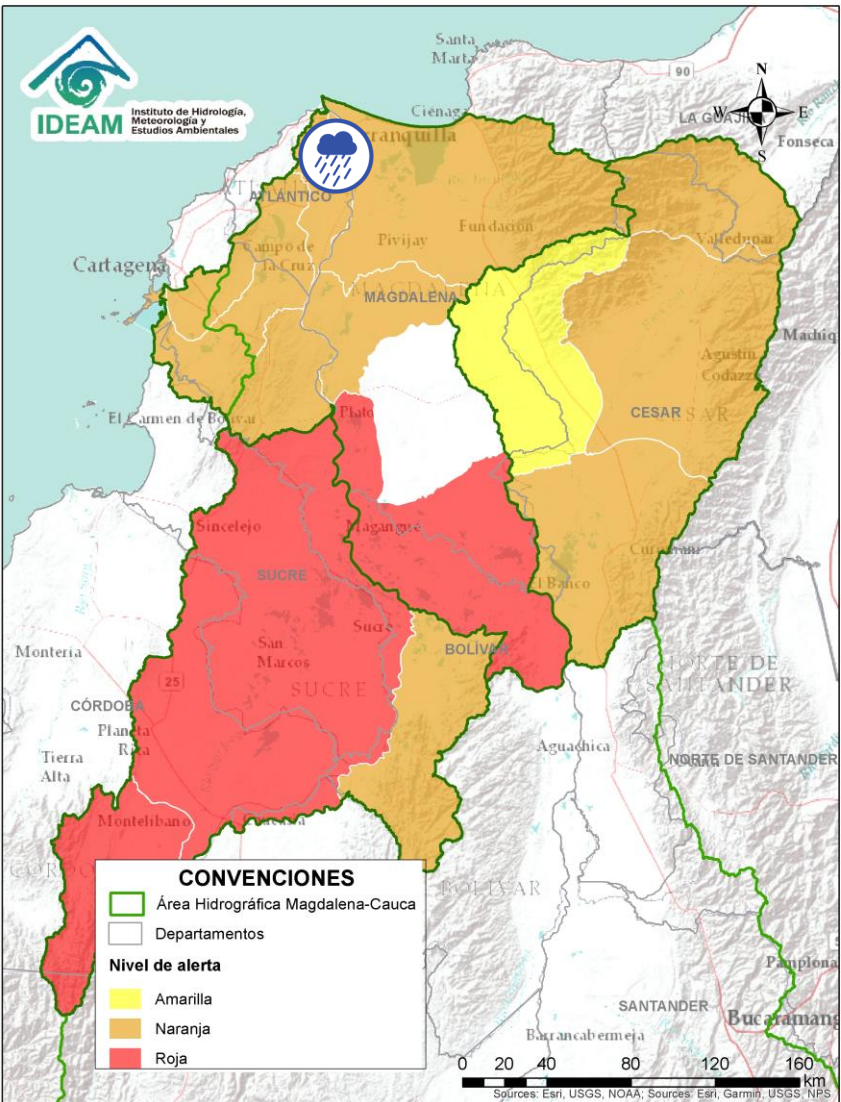 IDEAM
Instituto de Hidrología,
Meteorología y
Estudios Ambientales
Santa
Marta
90
N
W E
S
LA GUAJIRA
Fonseca
Ciénaga
ATLÁNTICO
Campo de
la Cruz
Pivijay
Fundación
Valledupar
Cartagena
MAGDALENA
MAGDALENA
Agustín
Codazzi
El Carmen de Bolívar
Plato
CESAR
CESAR
Sincelejo
Magangué
SUCRE
El Banco
Sucre
BOLÍVAR
Montería
San
Marcos
SUCRE
NORTE DE
SANTANDER
25
CÓRDOBA
Planeta
Rica
Aguachica
Tierra
Alta
NORTE DE SANTANDER
Montelíbano
BOLÍVAR
CONVENCIONES
Área Hidrográfica Magdalena-Cauca
Departamentos
Nivel de alerta
Amarilla
Naranja
Roja
Pamplona
SANTANDER
Bucaramang
Barrancabermeja
0 20 40 80 120 160
km
Sources: Esri, USGS, NOAA; Sources: Esri, Garmin, USGS, NPS